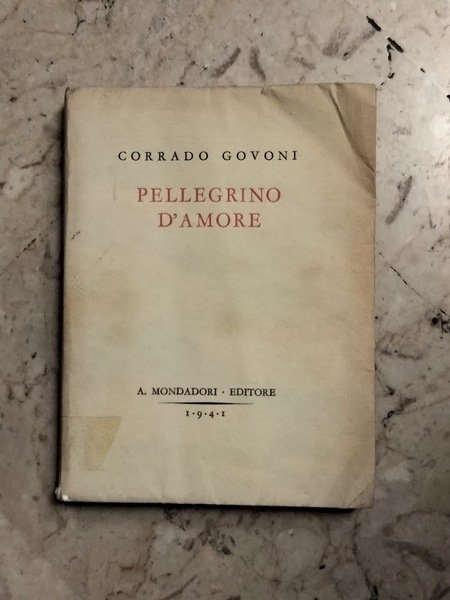 CORRADO GOVONI
PELLEGRINO
D'AMORE
A. MONDADORI · EDITORE
1·9·4·1